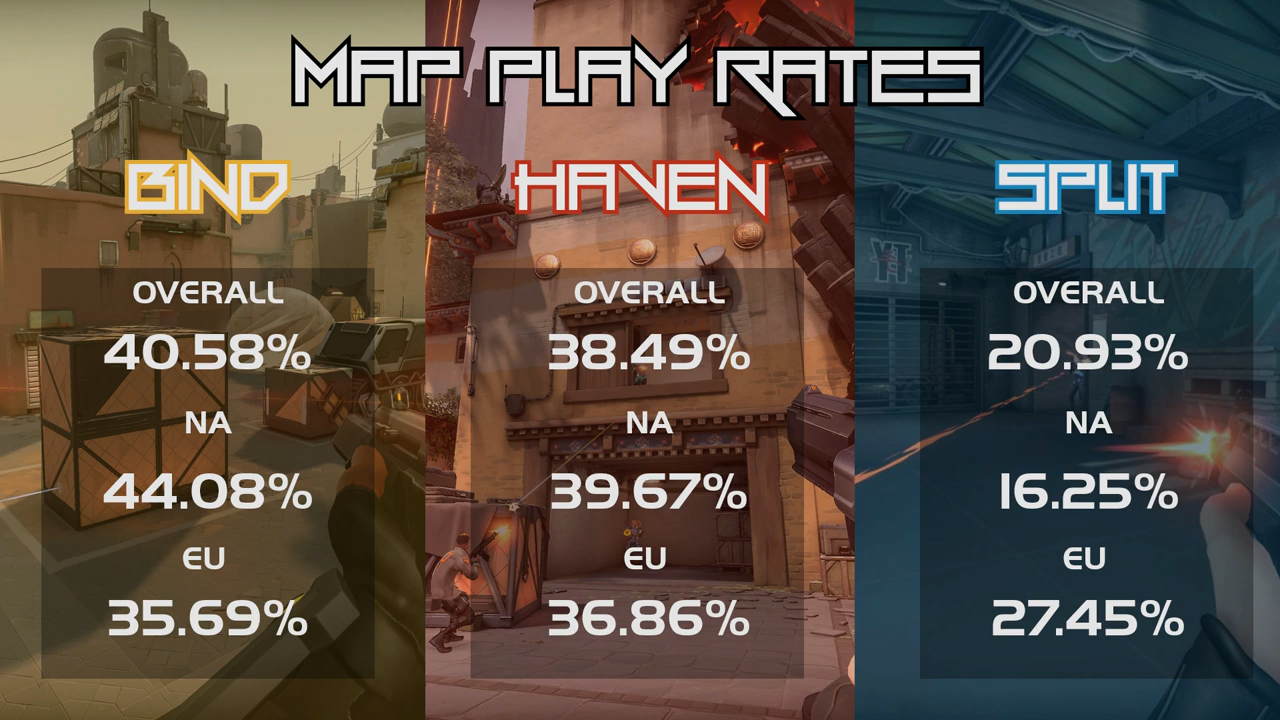 MAP PLAY RATES
BIND
OVERALL
40.58%
NA
44.08%
EU
35.69%
HAVEN
OVERALL
38.49%
NA
39.67%
EU
36.86%
SPLIT
OVERALL
20.93%
NA
16.25%
EU
27.45%